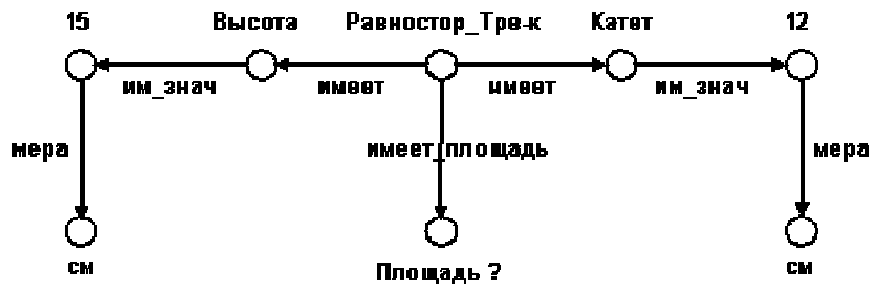 15 Высота Равностор_Тре-к Катет 12
им_знач имеет имеет им_знач
мера имеет_площадь мера
см Площадь ? см